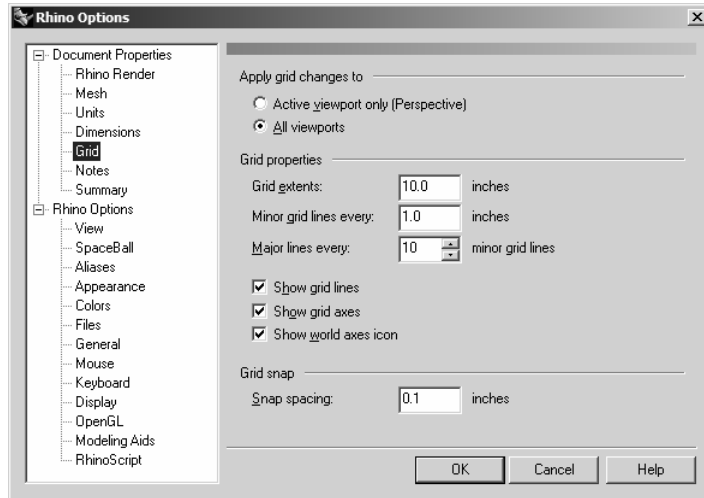 Rhino Options
Document Properties
Rhino Render
Mesh
Units
Dimensions
Grid
Notes
Summary
Rhino Options
View
SpaceBall
Aliases
Appearance
Colors
Files
General
Mouse
Keyboard
Display
OpenGL
Modeling Aids
RhinoScript
Apply grid changes to
Active viewport only (Perspective)
All viewports
Grid properties
Grid extents: 10.0 inches
Minor grid lines every: 1.0 inches
Major lines every: 10 minor grid lines
Show grid lines
Show grid axes
Show world axes icon
Grid snap
Snap spacing: 0.1 inches
OK Cancel Help